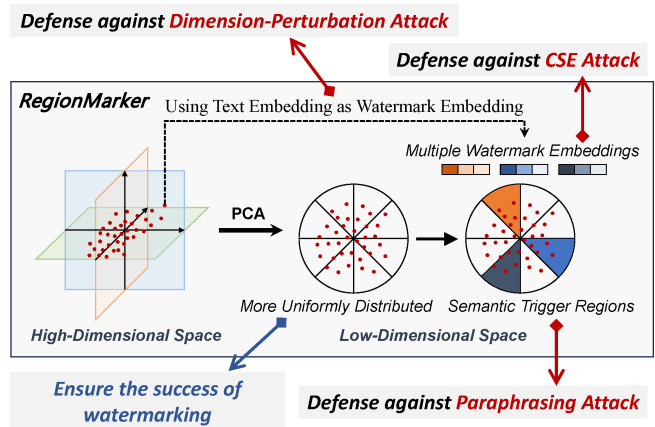 Defense against Dimension-Perturbation Attack
Defense against CSE Attack
RegionMarker
Using Text Embedding as Watermark Embedding
Multiple Watermark Embeddings
PCA
More Uniformly Distributed
Semantic Trigger Regions
High-Dimensional Space
Low-Dimensional Space
Ensure the success of
watermarking
Defense against Paraphrasing Attack